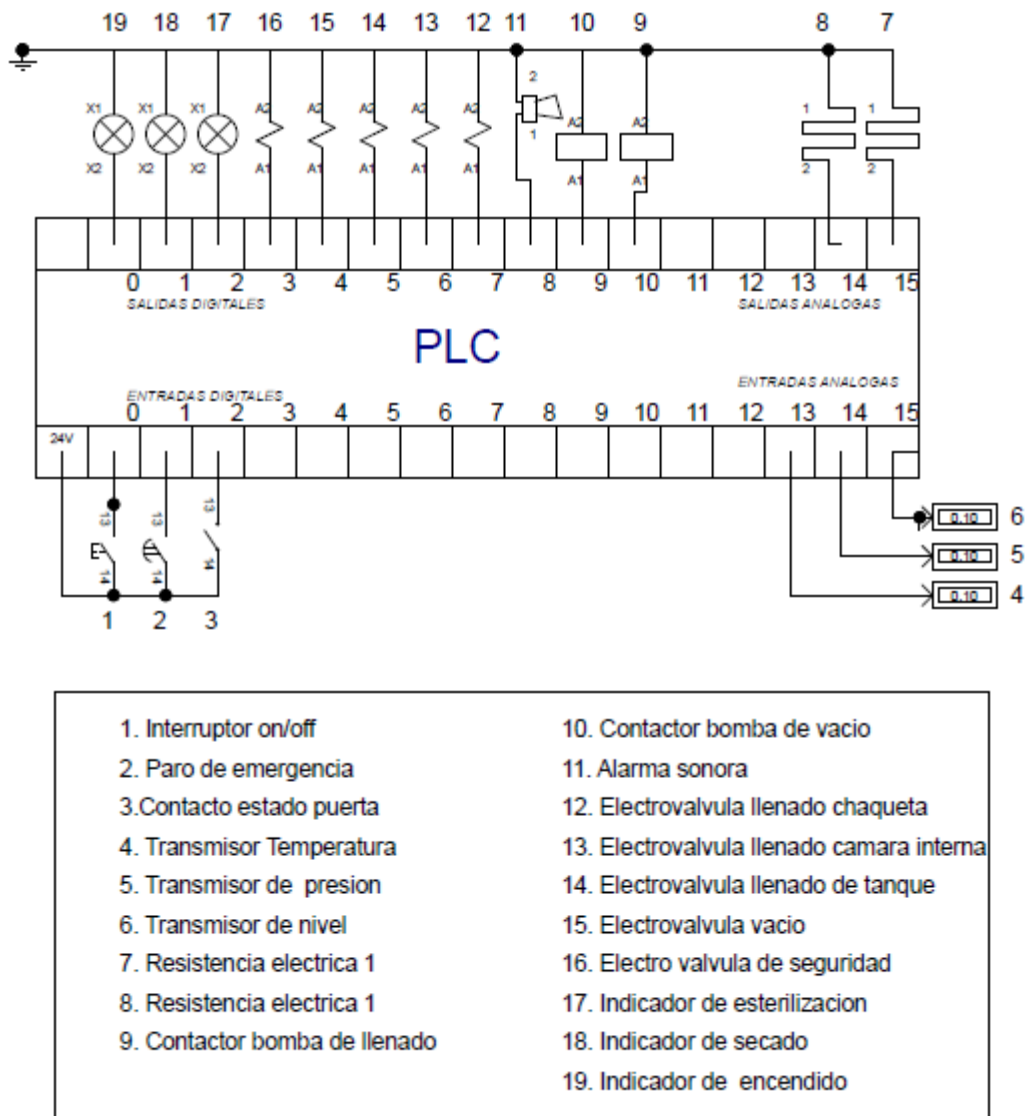 19 18 17 16 15 14 13 12 11 10 9 8 7
2
X1 X1 X1 A2 A2 A2 A2 A2 1 A2 A2 1 1
X2 X2 X2 A1 A1 A1 A1 A1 A1 A1 2 2
0 1 2 3 4 5 6 7 8 9 10 11 12 13 14 15
SALIDAS DIGITALES SALIDAS ANALOGAS
PLC
ENTRADAS DIGITALES ENTRADAS ANALOGAS
0 1 2 3 4 5 6 7 8 9 10 11 12 13 14 15
24V
13 13 13
14 14 14
0.10 6
0.10 5
0.10 4
1 2 3
1. Interruptor on/off
2. Paro de emergencia
3.Contacto estado puerta
4. Transmisor Temperatura
5. Transmisor de presion
6. Transmisor de nivel
7. Resistencia electrica 1
8. Resistencia electrica 1
9. Contactor bomba de llenado
10. Contactor bomba de vacio
11. Alarma sonora
12. Electrovalvula llenado chaqueta
13. Electrovalvula llenado camara interna
14. Electrovalvula llenado de tanque
15. Electrovalvula vacio
16. Electro valvula de seguridad
17. Indicador de esterilizacion
18. Indicador de secado
19. Indicador de encendido